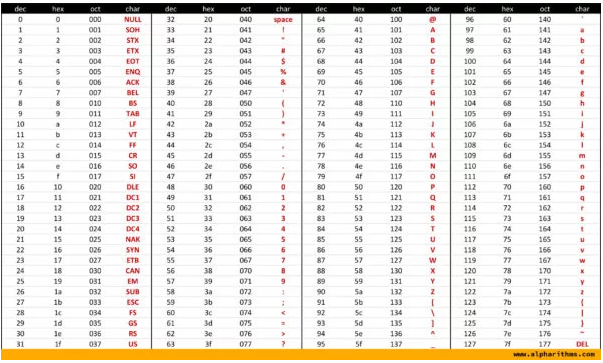 dec hex oct char dec hex oct char dec hex oct char dec hex oct char
0 0 000 NULL 32 20 040 space 64 40 100 @ 96 60 140 `
1 1 001 SOH 33 21 041 ! 65 41 101 A 97 61 141 a
2 2 002 STX 34 22 042 " 66 42 102 B 98 62 142 b
3 3 003 ETX 35 23 043 # 67 43 103 C 99 63 143 c
4 4 004 EOT 36 24 044 $ 68 44 104 D 100 64 144 d
5 5 005 ENQ 37 25 045 % 69 45 105 E 101 65 145 e
6 6 006 ACK 38 26 046 & 70 46 106 F 102 66 146 f
7 7 007 BEL 39 27 047 ' 71 47 107 G 103 67 147 g
8 8 010 BS 40 28 050 ( 72 48 110 H 104 68 150 h
9 9 011 TAB 41 29 051 ) 73 49 111 I 105 69 151 i
10 a 012 LF 42 2a 052 * 74 4a 112 J 106 6a 152 j
11 b 013 VT 43 2b 053 + 75 4b 113 K 107 6b 153 k
12 c 014 FF 44 2c 054 , 76 4c 114 L 108 6c 154 l
13 d 015 CR 45 2d 055 - 77 4d 115 M 109 6d 155 m
14 e 016 SO 46 2e 056 . 78 4e 116 N 110 6e 156 n
15 f 017 SI 47 2f 057 / 79 4f 117 O 111 6f 157 o
16 10 020 DLE 48 30 060 0 80 50 120 P 112 70 160 p
17 11 021 DC1 49 31 061 1 81 51 121 Q 113 71 161 q
18 12 022 DC2 50 32 062 2 82 52 122 R 114 72 162 r
19 13 023 DC3 51 33 063 3 83 53 123 S 115 73 163 s
20 14 024 DC4 52 34 064 4 84 54 124 T 116 74 164 t
21 15 025 NAK 53 35 065 5 85 55 125 U 117 75 165 u
22 16 026 SYN 54 36 066 6 86 56 126 V 118 76 166 v
23 17 027 ETB 55 37 067 7 87 57 127 W 119 77 167 w
24 18 030 CAN 56 38 070 8 88 58 130 X 120 78 170 x
25 19 031 EM 57 39 071 9 89 59 131 Y 121 79 171 y
26 1a 032 SUB 58 3a 072 : 90 5a 132 Z 122 7a 172 z
27 1b 033 ESC 59 3b 073 ; 91 5b 133 [ 123 7b 173 {
28 1c 034 FS 60 3c 074 < 92 5c 134 \ 124 7c 174 |
29 1d 035 GS 61 3d 075 = 93 5d 135 ] 125 7d 175 }
30 1e 036 RS 62 3e 076 > 94 5e 136 ^ 126 7e 176 ~
31 1f 037 US 63 3f 077 ? 95 5f 137 _ 127 7f 177 DEL
www.alpharithms.com